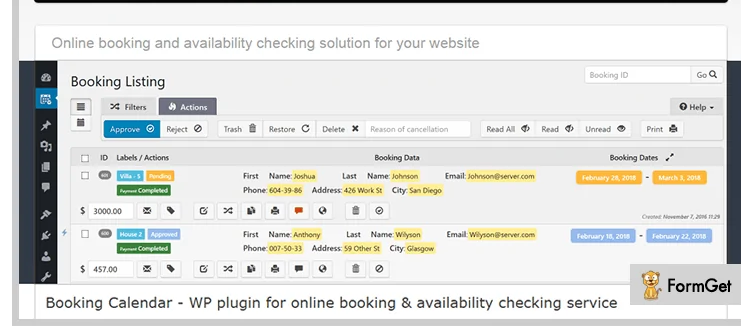 Online booking and availability checking solution for your website
Booking Listing
Booking ID Go
Filters Actions Help
Approve Reject Trash Restore Delete Reason of cancellation Read All Read Unread Print
ID Labels / Actions Booking Data Booking Dates
601 Villa - 5 Pending First Name: Joshua Last Name: Johnson Email: Johnson@server.com February 28, 2018 - March 3, 2018
Payment Completed Phone: 604-39-86 Address: 426 Work St City: San Diego
$ 3000.00
Created: November 7, 2016 11:29
600 House 2 Approved First Name: Anthony Last Name: Wilyson Email: Wilyson@server.com February 18, 2018 - February 22, 2018
Payment Completed Phone: 007-50-33 Address: 59 Other St City: Glasgow
$ 457.00
FormGet
Booking Calendar - WP plugin for online booking & availability checking service